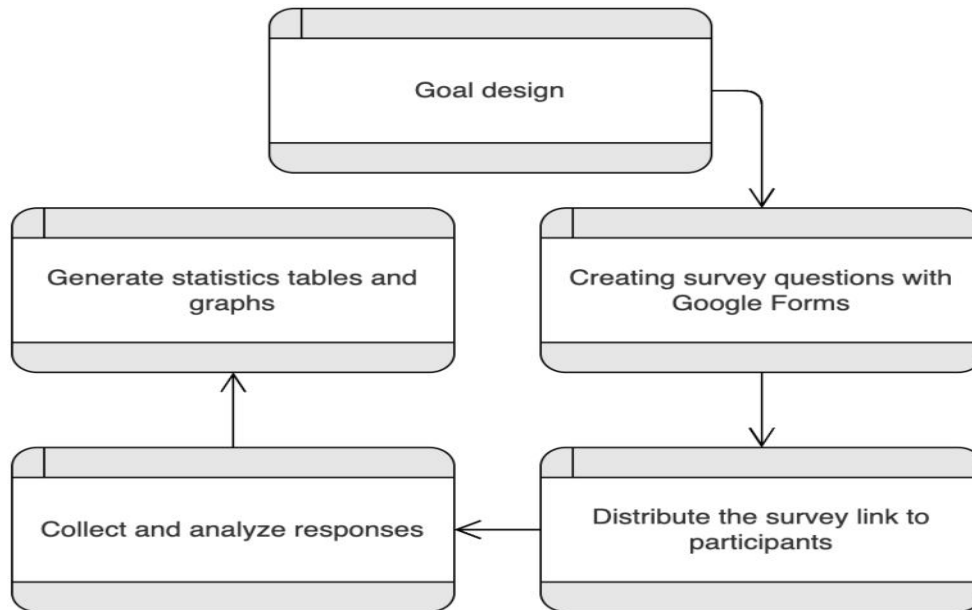 Goal design
Creating survey questions with
Google Forms
Distribute the survey link to
participants
Collect and analyze responses
Generate statistics tables and
graphs